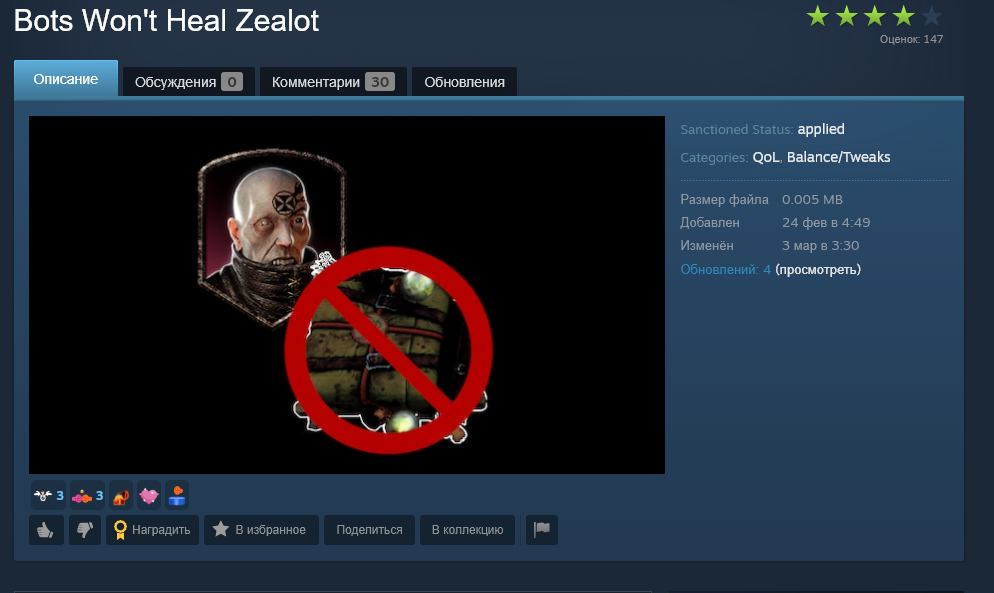 Bots Won't Heal Zealot
Оценок: 147
Описание
Обсуждения 0
Комментарии 30
Обновления
Sanctioned Status: applied
Categories: QoL, Balance/Tweaks
Размер файла 0.005 MB
Добавлен 24 фев в 4:49
Изменён 3 мар в 3:30
Обновлений: 4 (просмотреть)
3
3
Наградить
В избранное
Поделиться
В коллекцию